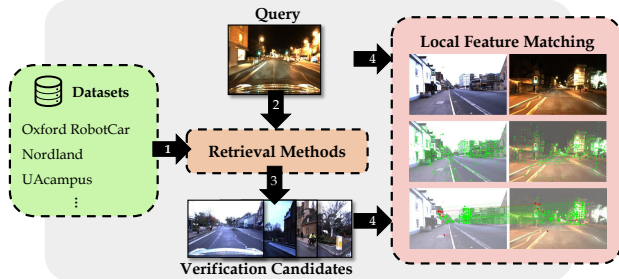 Query
Local Feature Matching
4
Datasets
2
Oxford RobotCar
Nordland
UAcampus
⋮
1
Retrieval Methods
3
4
Verification Candidates